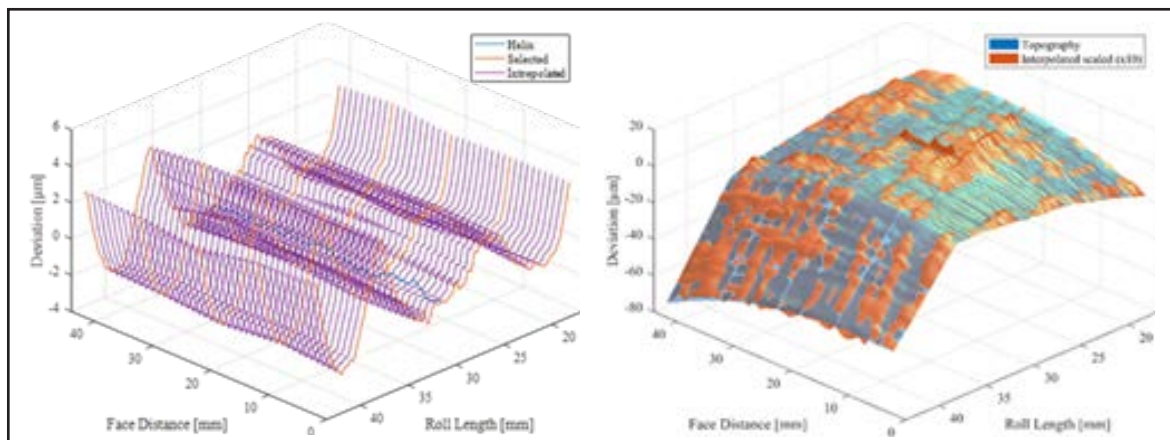 Helix
Selected
Intrepolated
Deviation [µm]
6
4
2
0
-2
-4
40
30
20
10
0
Face Distance [mm]
40
35
30
25
20
Roll Length [mm]
Topography
Interpolated scaled (x10)
Deviation [µm]
20
0
-20
-40
-60
-80
40
30
20
10
0
Face Distance [mm]
40
35
30
25
20
Roll Length [mm]